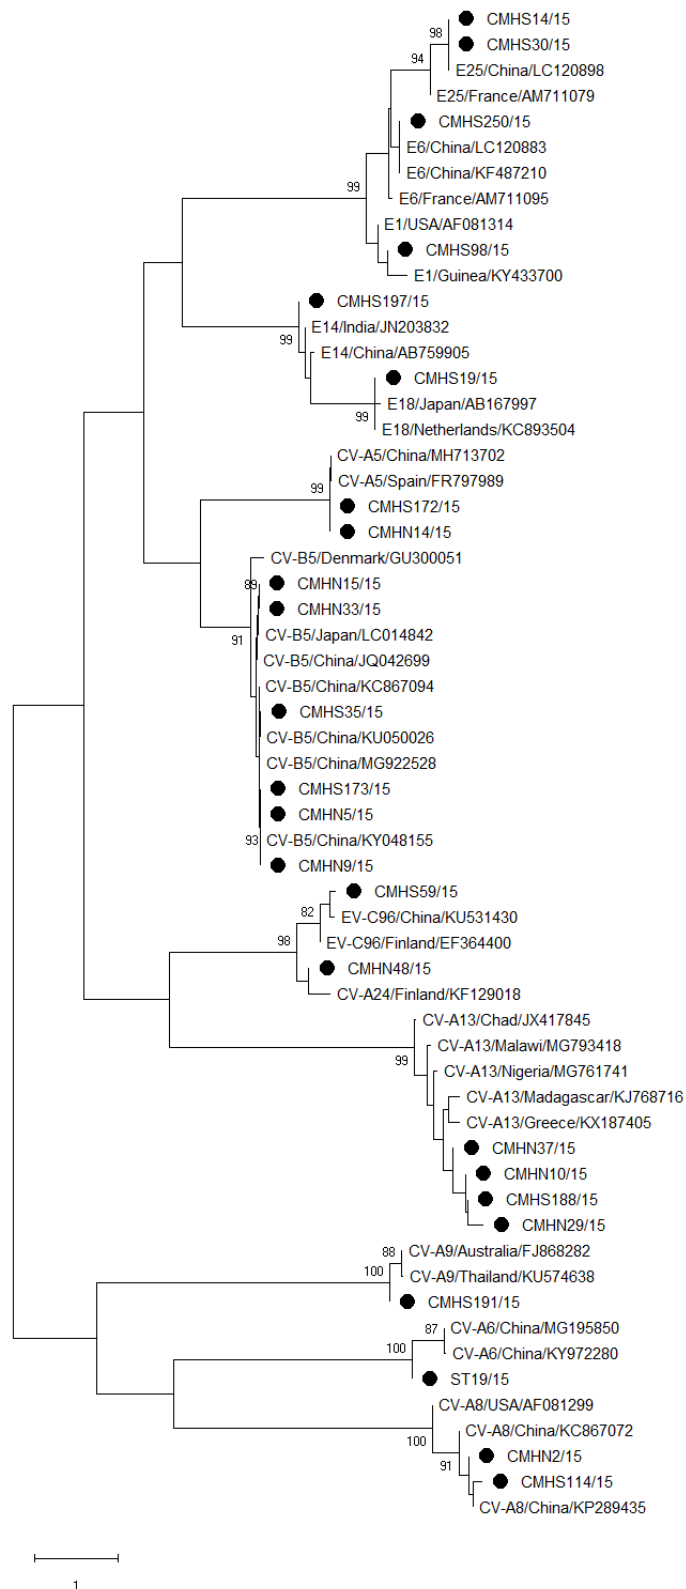 CMHS14/15
98
CMHS30/15
94
E25/China/LC120898
E25/France/AM711079
CMHS250/15
E6/China/LC120883
E6/China/KF487210
99
E6/France/AM711095
E1/USA/AF081314
CMHS98/15
E1/Guinea/KY433700
CMHS197/15
E14/India/JN203832
99
E14/China/AB759905
CMHS19/15
E18/Japan/AB167997
99
E18/Netherlands/KC893504
CV-A5/China/MH713702
CV-A5/Spain/FR797989
99
CMHS172/15
CMHN14/15
CV-B5/Denmark/GU300051
89
CMHN15/15
CMHN33/15
CV-B5/Japan/LC014842
91
CV-B5/China/JQ042699
CV-B5/China/KC867094
CMHS35/15
CV-B5/China/KU050026
CV-B5/China/MG922528
CMHS173/15
CMHN5/15
93
CV-B5/China/KY048155
CMHN9/15
CMHS59/15
82
EV-C96/China/KU531430
98
EV-C96/Finland/EF364400
CMHN48/15
CV-A24/Finland/KF129018
CV-A13/Chad/JX417845
CV-A13/Malawi/MG793418
99
CV-A13/Nigeria/MG761741
CV-A13/Madagascar/KJ768716
CV-A13/Greece/KX187405
CMHN37/15
CMHN10/15
CMHS188/15
CMHN29/15
88
CV-A9/Australia/FJ868282
100
CV-A9/Thailand/KU574638
CMHS191/15
87
CV-A6/China/MG195850
100
CV-A6/China/KY972280
ST19/15
CV-A8/USA/AF081299
CV-A8/China/KC867072
100
CMHN2/15
91
CMHS114/15
CV-A8/China/KP289435
1